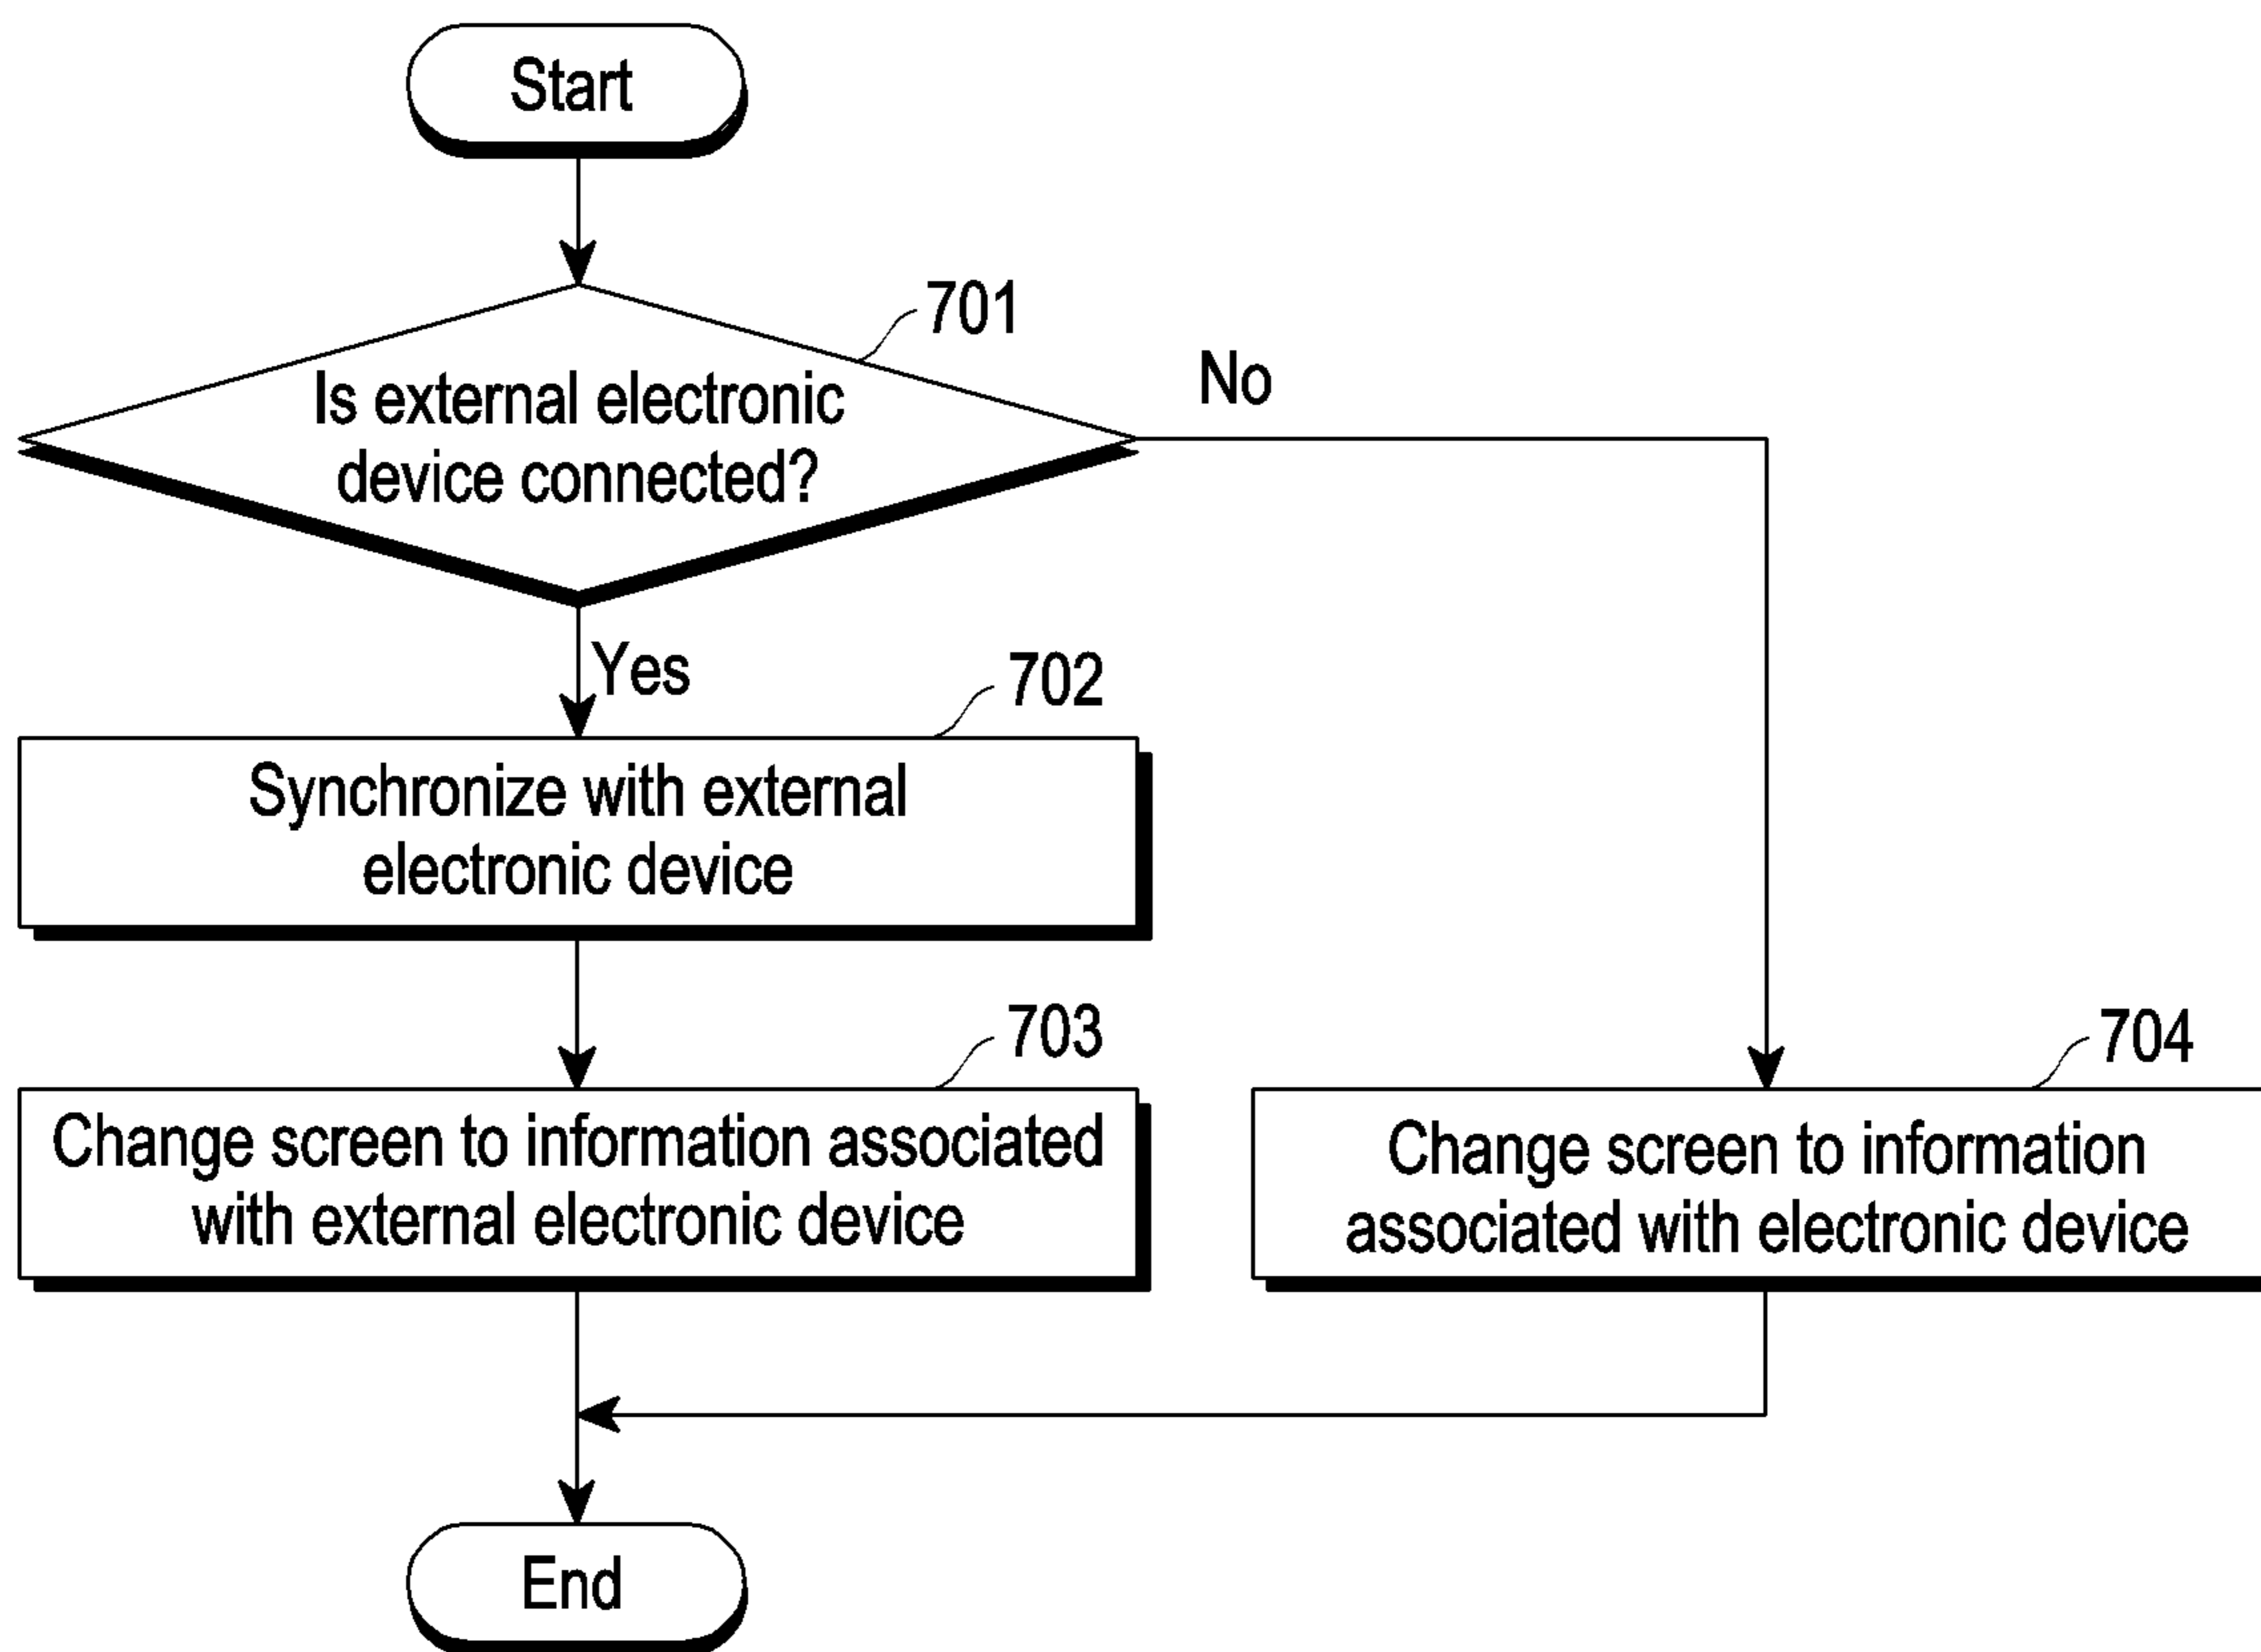 Start
701
Is external electronic
device connected?
No
Yes
702
Synchronize with external
electronic device
703
Change screen to information associated
with external electronic device
704
Change screen to information
associated with electronic device
End